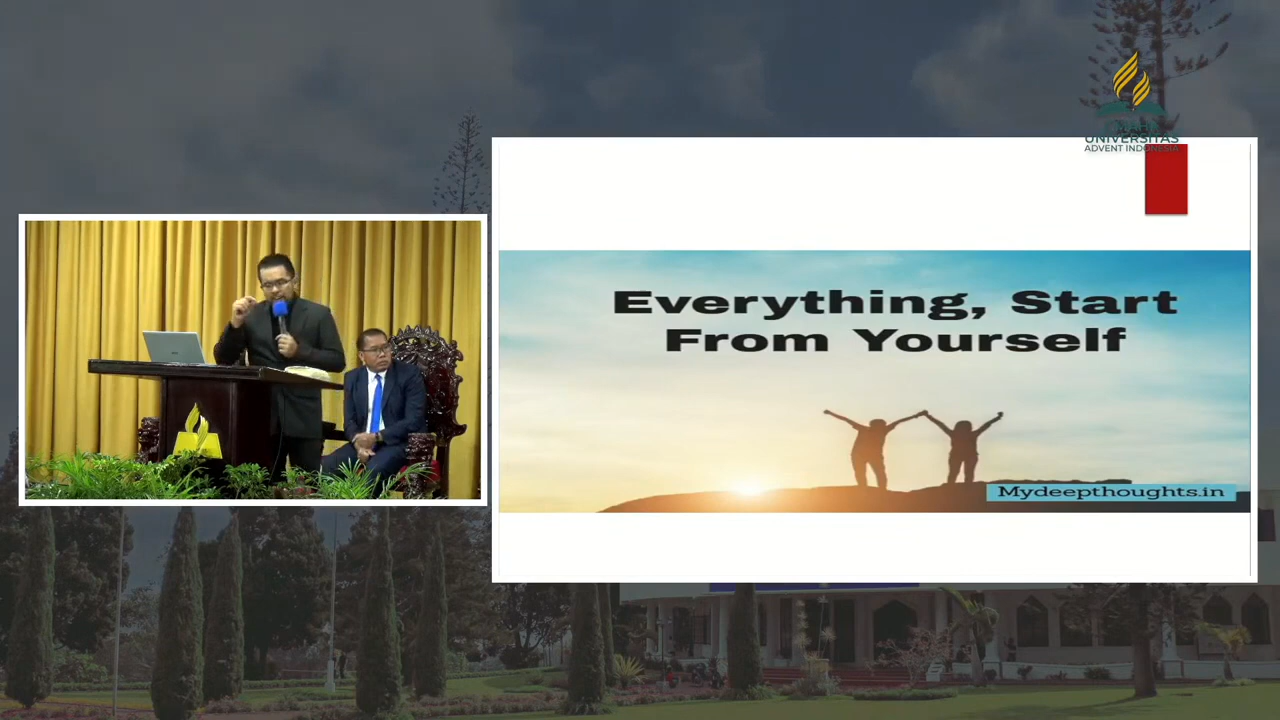 UNIVERSITAS
ADVENT INDONESIA
Everything, Start
From Yourself
Mydeepthoughts.in